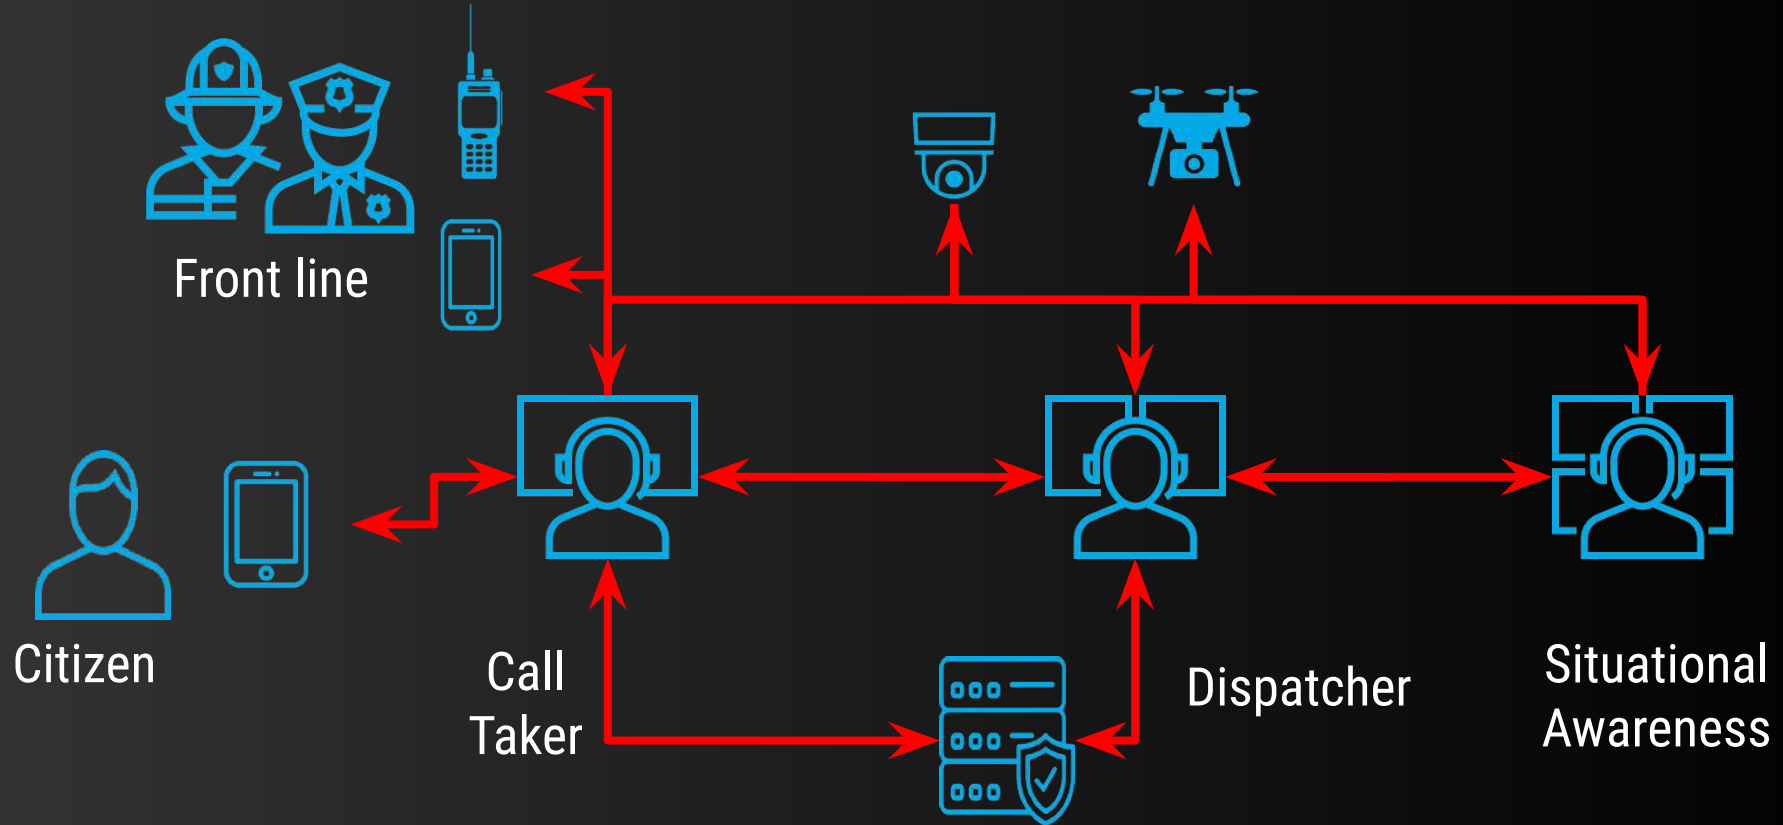 Front line
Citizen
Call
Taker
Dispatcher
Situational
Awareness